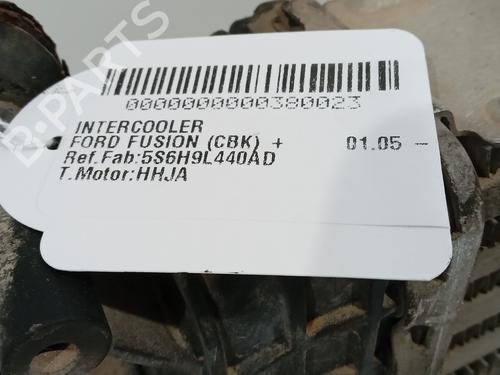 B-PARTS
0000000000380023
INTERCOOLER
FORD FUSION (CBK) + 01.05 -
Ref.Fab:5S6H9L440AD
T.Motor:HHJA